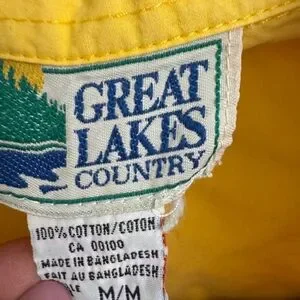 GREAT
LAKES
COUNTRY
100% COTTON/COTON
CA 00100
MADE IN BANGLADESH
FAIT AU BANGLADESH
M/M